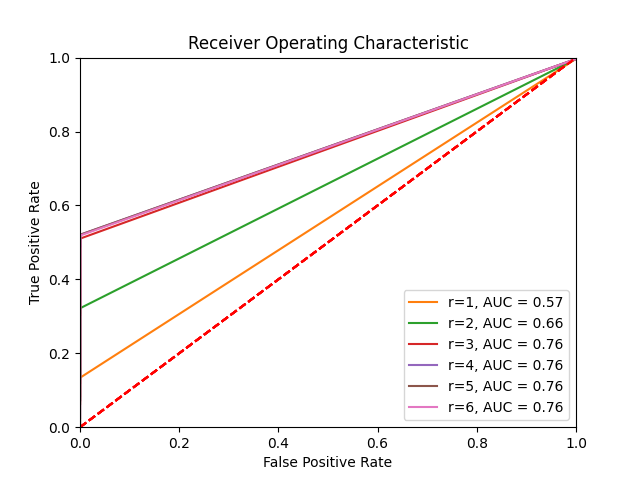 Receiver Operating Characteristic
1.0
0.8
0.6
0.4
0.2
0.0
True Positive Rate
r=1, AUC = 0.57
r=2, AUC = 0.66
r=3, AUC = 0.76
r=4, AUC = 0.76
r=5, AUC = 0.76
r=6, AUC = 0.76
0.0 0.2 0.4 0.6 0.8 1.0
False Positive Rate